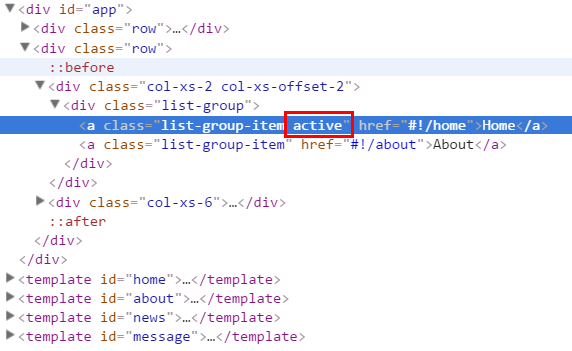 ▼<div id="app">
▶<div class="row">…</div>
▼<div class="row">
::before
▼<div class="col-xs-2 col-xs-offset-2">
▼<div class="list-group">
<a class="list-group-item active" href="#!/home">Home</a>
<a class="list-group-item" href="#!/about">About</a>
</div>
</div>
▶<div class="col-xs-6">…</div>
::after
</div>
</div>
▶<template id="home">…</template>
▶<template id="about">…</template>
▶<template id="news">…</template>
▶<template id="message">…</template>